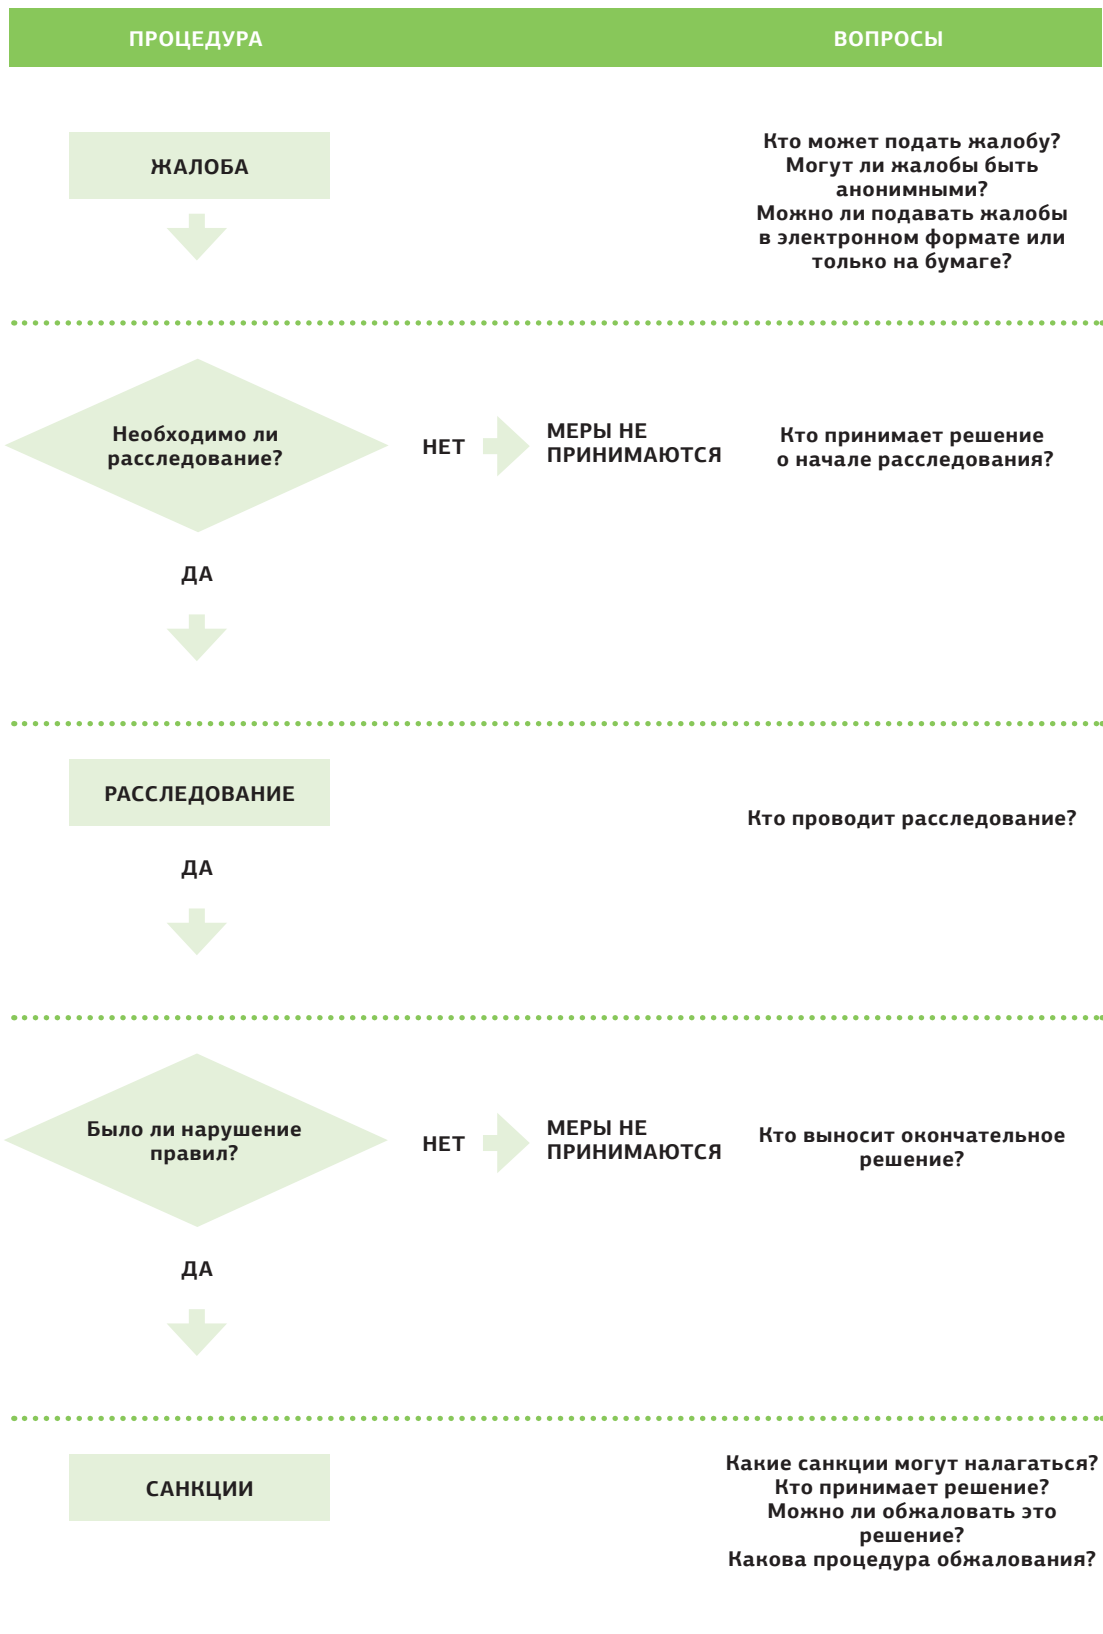 ПРОЦЕДУРА
ВОПРОСЫ
ЖАЛОБА
Кто может подать жалобу?
Могут ли жалобы быть
анонимными?
Можно ли подавать жалобы
в электронном формате или
только на бумаге?
Необходимо ли
расследование?
НЕТ
МЕРЫ НЕ
ПРИНИМАЮТСЯ
Кто принимает решение
о начале расследования?
ДА
РАССЛЕДОВАНИЕ
Кто проводит расследование?
ДА
Было ли нарушение
правил?
НЕТ
МЕРЫ НЕ
ПРИНИМАЮТСЯ
Кто выносит окончательное
решение?
ДА
САНКЦИИ
Какие санкции могут налагаться?
Кто принимает решение?
Можно ли обжаловать это
решение?
Какова процедура обжалования?